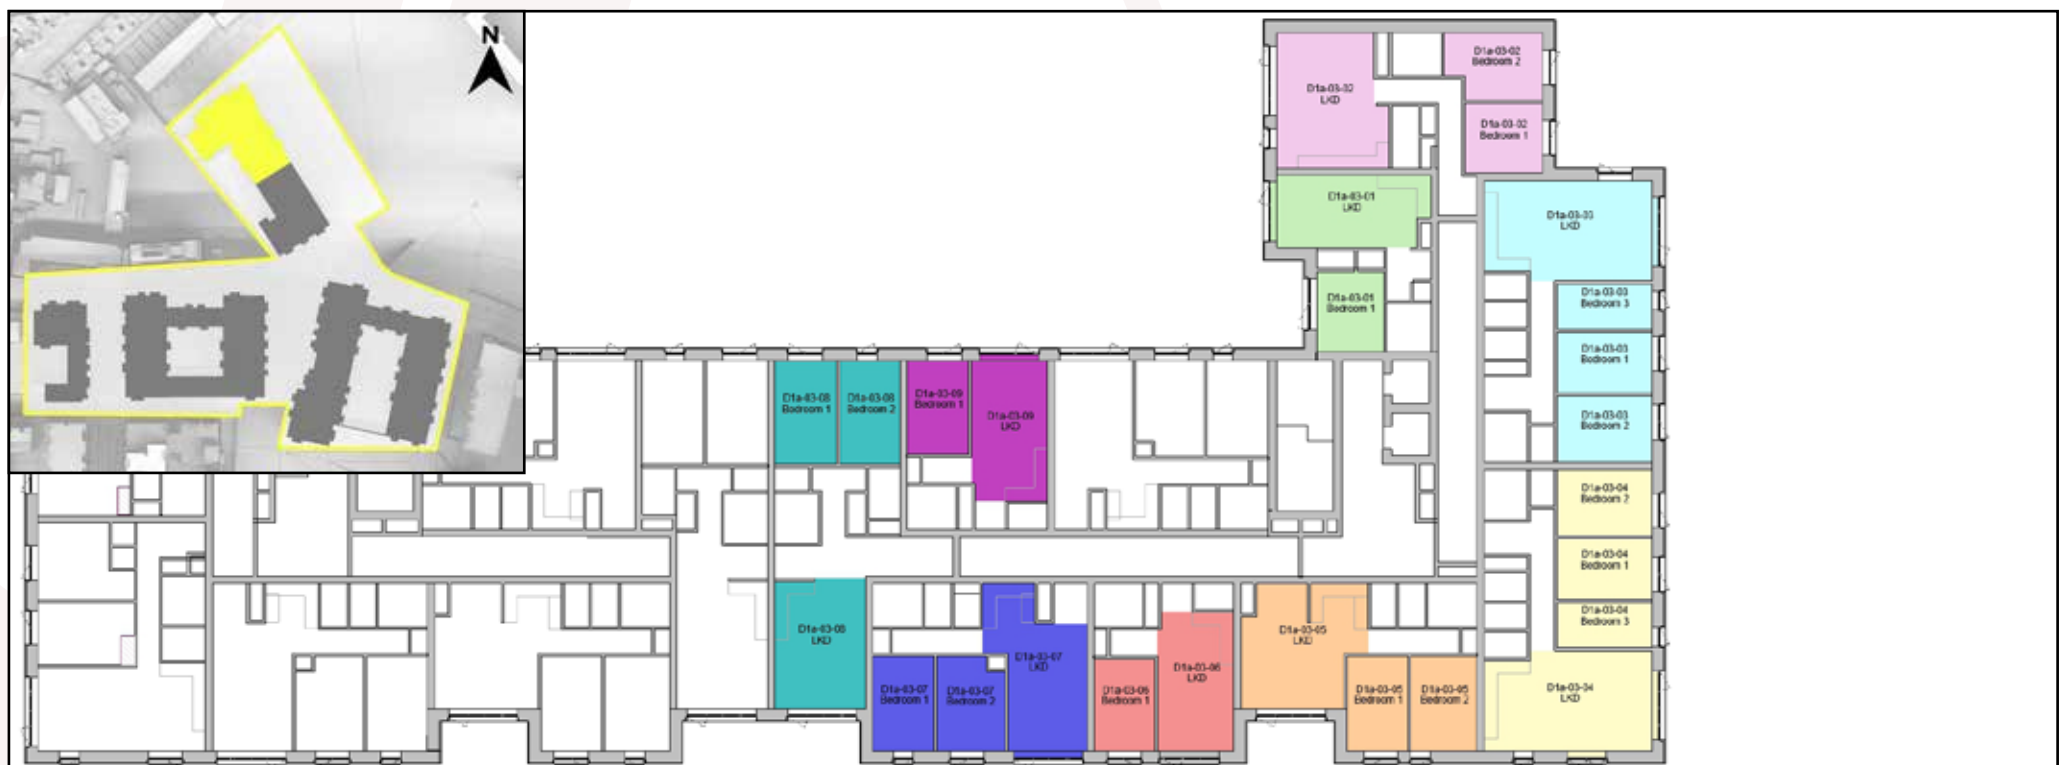 N
D1a-03-02
LKD
D1a-03-02
Bedroom 2
D1a-03-02
Bedroom 1
D1a-03-01
LKD
D1a-03-01
Bedroom 1
D1a-03-03
LKD
D1a-03-03
Bedroom 3
D1a-03-03
Bedroom 1
D1a-03-03
Bedroom 2
D1a-03-08
Bedroom 1
D1a-03-08
Bedroom 2
D1a-03-09
Bedroom 1
D1a-03-09
LKD
D1a-03-04
Bedroom 2
D1a-03-04
Bedroom 1
D1a-03-04
Bedroom 3
D1a-03-08
LKD
D1a-03-07
Bedroom 1
D1a-03-07
Bedroom 2
D1a-03-07
LKD
D1a-03-06
Bedroom 1
D1a-03-06
LKD
D1a-03-05
LKD
D1a-03-05
Bedroom 1
D1a-03-05
Bedroom 2
D1a-03-04
LKD